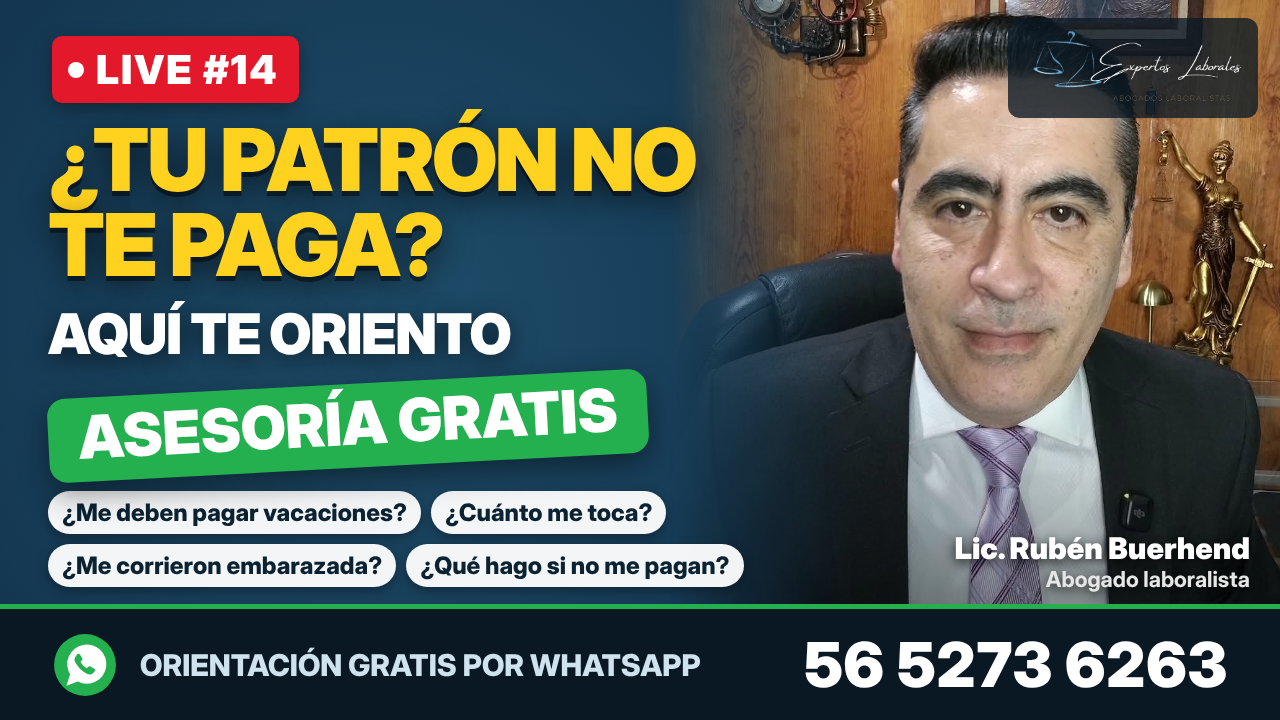 LIVE #14
Expertos Laborales
ABOGADOS LABORALISTAS
¿TU PATRÓN NO
TE PAGA?
AQUÍ TE ORIENTO
ASESORÍA GRATIS
¿Me deben pagar vacaciones?
¿Cuánto me toca?
¿Me corrieron embarazada?
¿Qué hago si no me pagan?
Lic. Rubén Buerhend
Abogado laboralista
ORIENTACIÓN GRATIS POR WHATSAPP
56 5273 6263